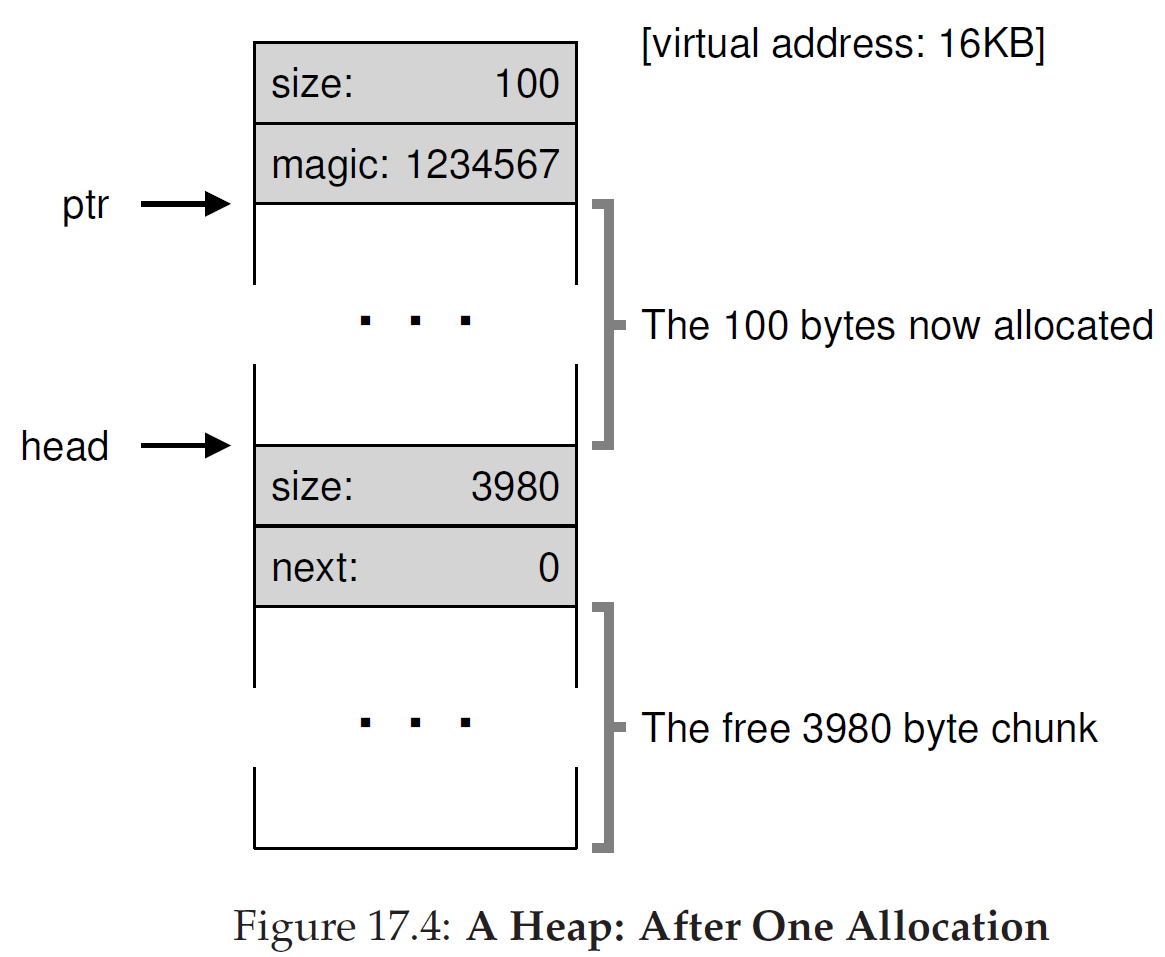 [virtual address: 16KB]
size: 100
magic: 1234567
ptr
. . .
The 100 bytes now allocated
head
size: 3980
next: 0
. . .
The free 3980 byte chunk
Figure 17.4: A Heap: After One Allocation